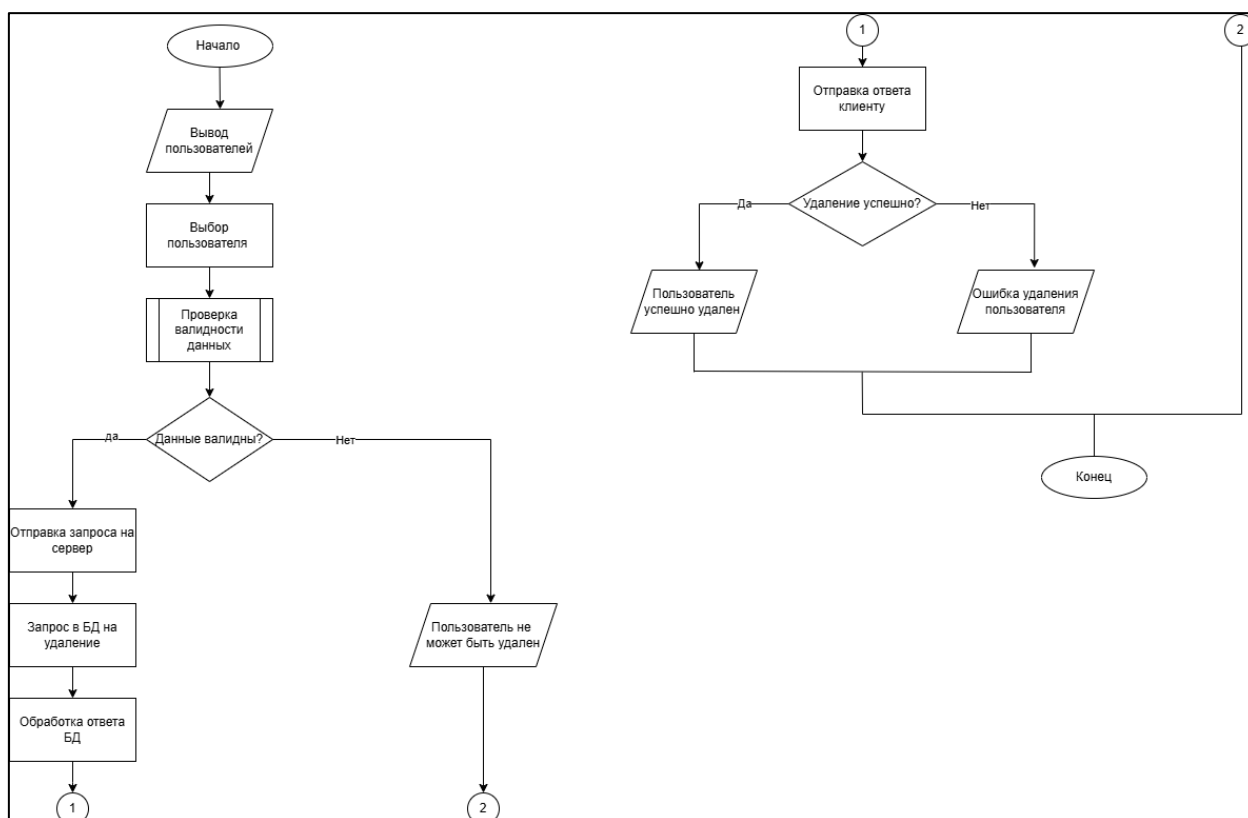 Начало
Вывод
пользователей
Выбор
пользователя
Проверка
валидности
данных
Данные валидны?
да
Нет
Отправка запроса на
сервер
Запрос в БД на
удаление
Пользователь не
может быть удален
Обработка ответа
БД
1
2
1
2
Отправка ответа
клиенту
Удаление успешно?
Да
Нет
Пользователь
успешно удален
Ошибка удаления
пользователя
Конец